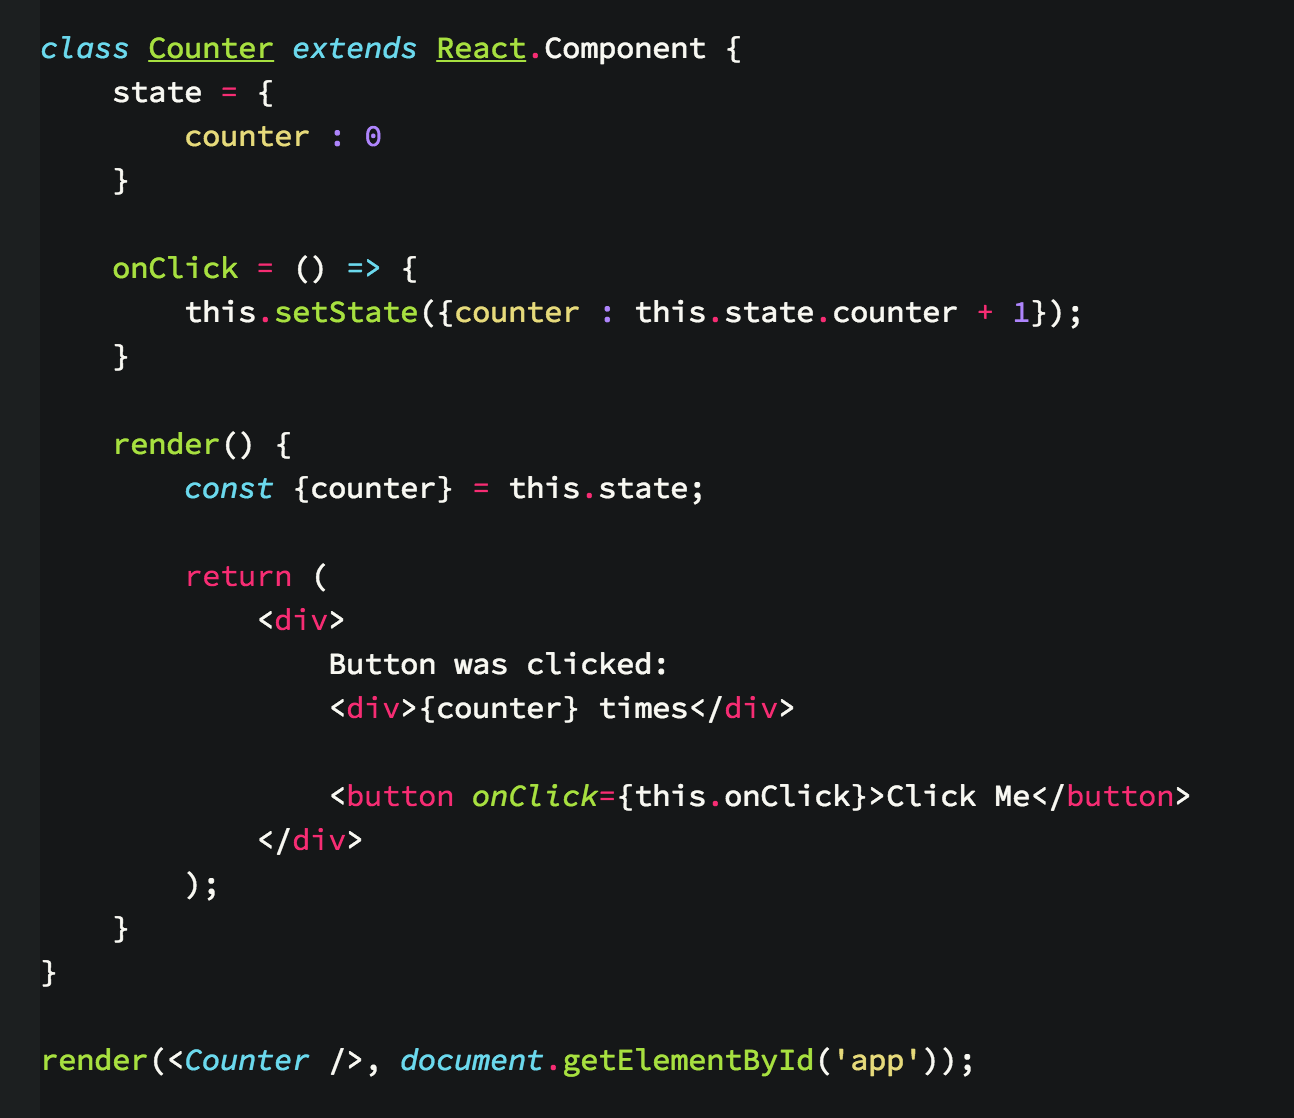 class Counter extends React.Component {
    state = {
        counter : 0
    }

    onClick = () => {
        this.setState({counter : this.state.counter + 1});
    }

    render() {
        const {counter} = this.state;

        return (
            <div>
                Button was clicked:
                <div>{counter} times</div>

                <button onClick={this.onClick}>Click Me</button>
            </div>
        );
    }
}

render(<Counter />, document.getElementById('app'));